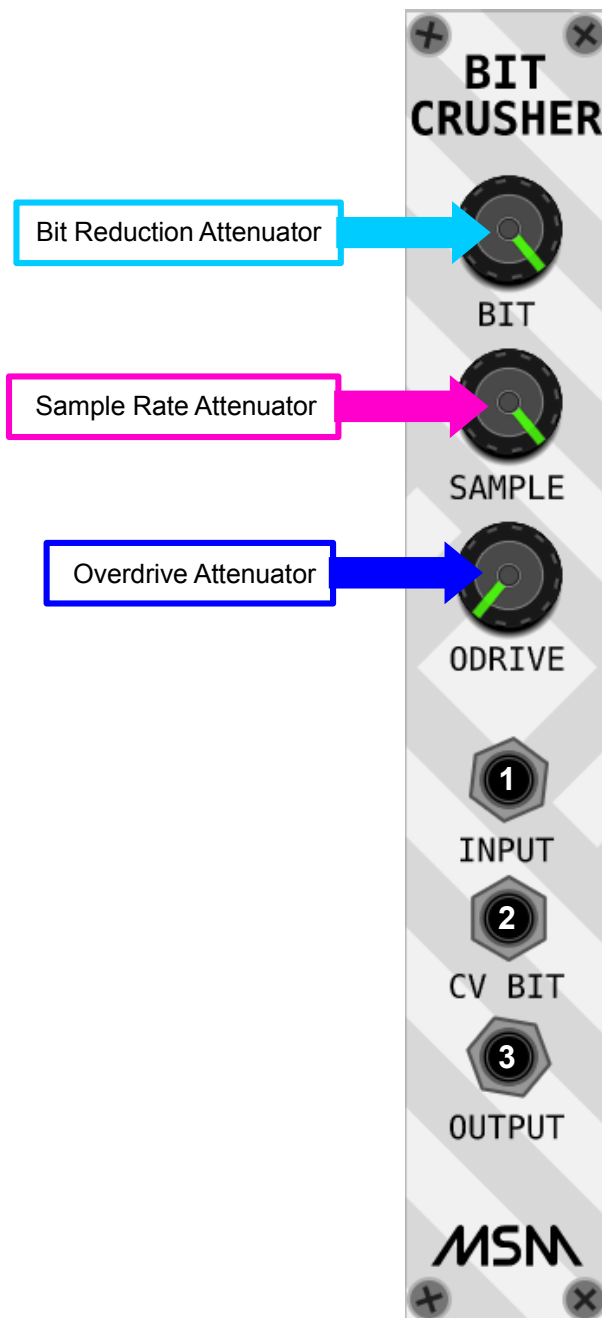 BIT
CRUSHER
Bit Reduction Attenuator
BIT
Sample Rate Attenuator
SAMPLE
Overdrive Attenuator
ODRIVE
1
INPUT
2
CV BIT
3
OUTPUT
MSM